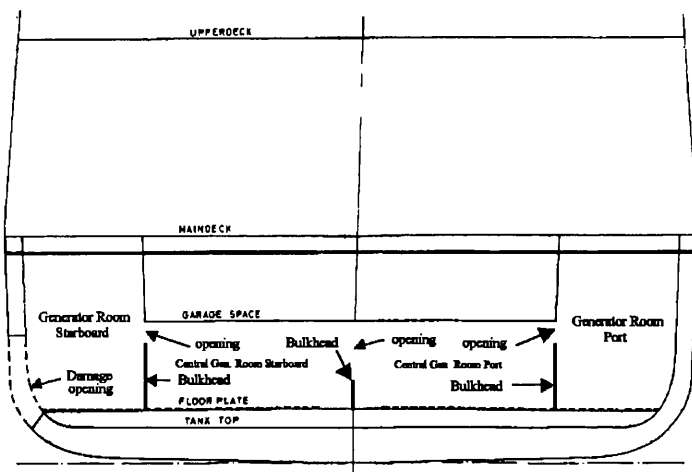 UPPERDECK
MAINDECK
GARAGE SPACE
Generator Room
Starboard
Generator Room
Port
opening
Bulkhead
opening
opening
Central Gen. Room Starboard
Central Gen. Room Port
Damage
opening
Bulkhead
Bulkhead
FLOOR PLATE
TANK TOP